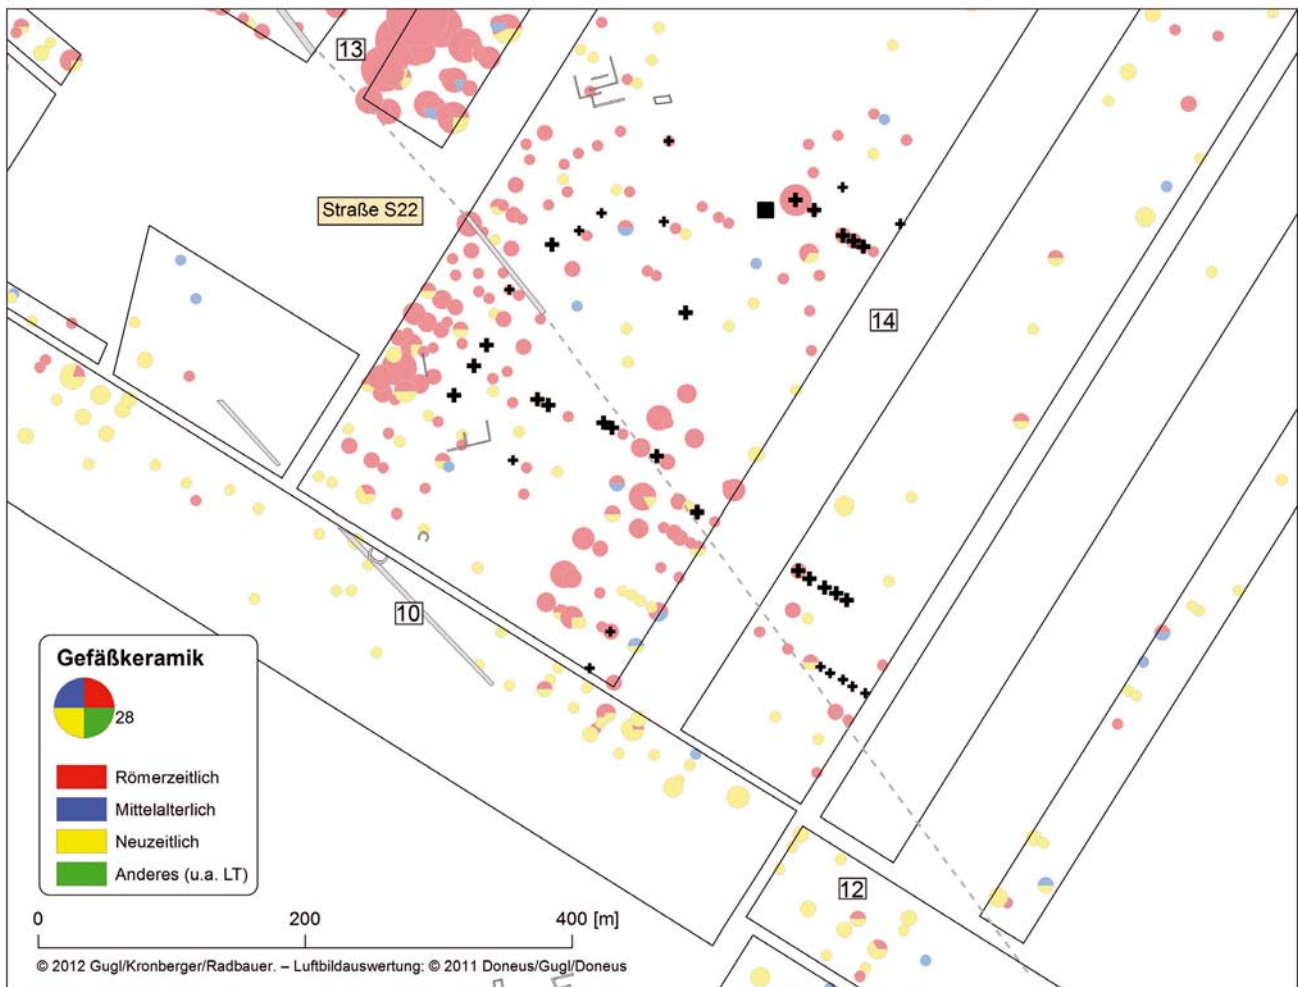 13
Straße S22
14
10
Gefäßkeramik
28
Römerzeitlich
Mittelalterlich
Neuzeitlich
Anderes (u.a. LT)
12
0 200 400 [m]
© 2012 Gugl/Kronberger/Radbauer. – Luftbildauswertung: © 2011 Doneus/Gugl/Doneus